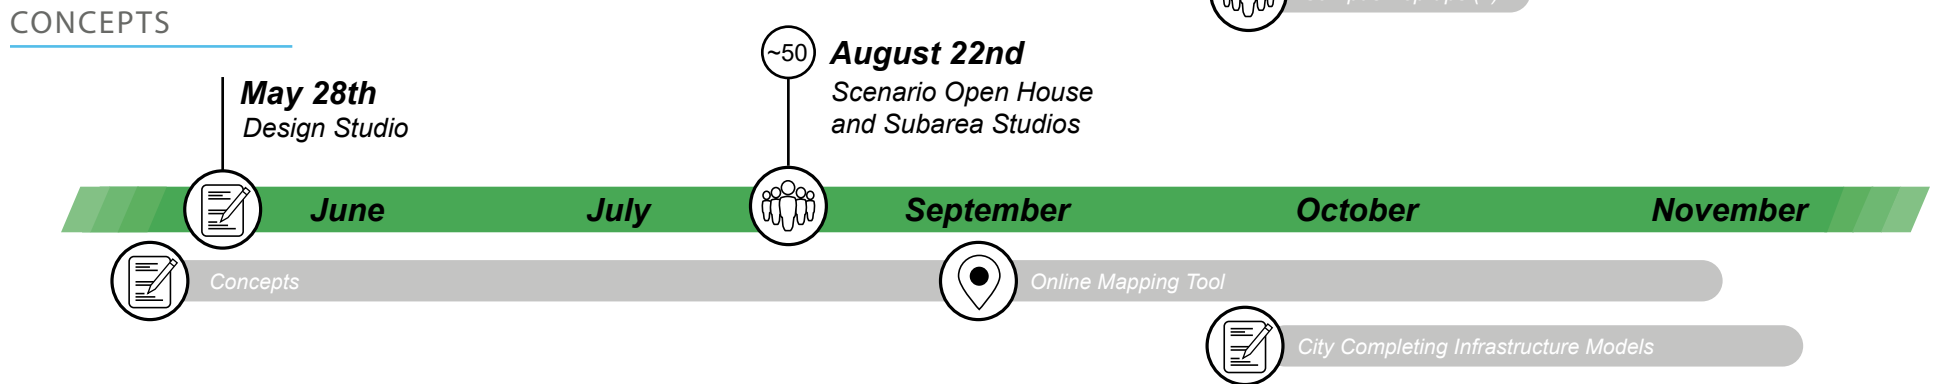 CONCEPTS
~50
August 22nd
Scenario Open House
and Subarea Studios
May 28th
Design Studio
June
July
September
October
November
Concepts
Online Mapping Tool
City Completing Infrastructure Models